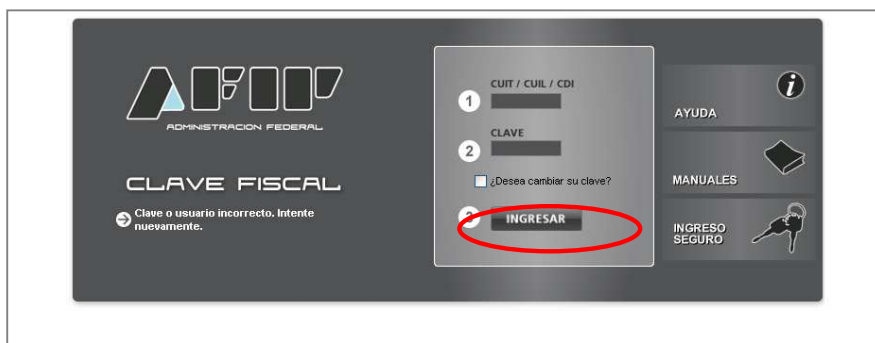 AFIP
ADMINISTRACION FEDERAL
CLAVE FISCAL
Clave o usuario incorrecto. Intente
nuevamente.
1
CUIT / CUIL / CDI
2
CLAVE
¿Desea cambiar su clave?
3
INGRESAR
AYUDA
MANUALES
INGRESO
SEGURO